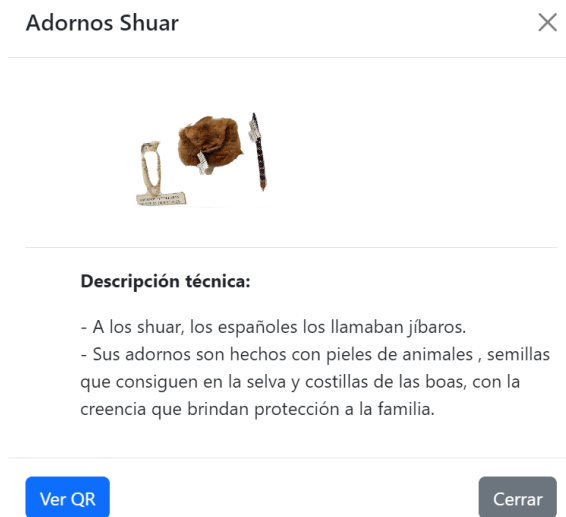 Adornos Shuar
Descripción técnica:
- A los shuar, los españoles los llamaban jíbaros.
- Sus adornos son hechos con pieles de animales , semillas
que consiguen en la selva y costillas de las boas, con la
creencia que brindan protección a la familia.
Ver QR
Cerrar